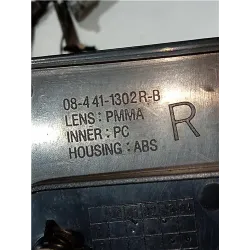 08-441-1302R-B
LENS: PMMA
INNER: PC
HOUSING: ABS
R